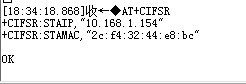 [18:34:18.868]收←◆AT+CIFSR
+CIFSR:STAIP,"10.168.1.154"
+CIFSR:STAMAC,"2c:f4:32:44:e8:bc"
OK